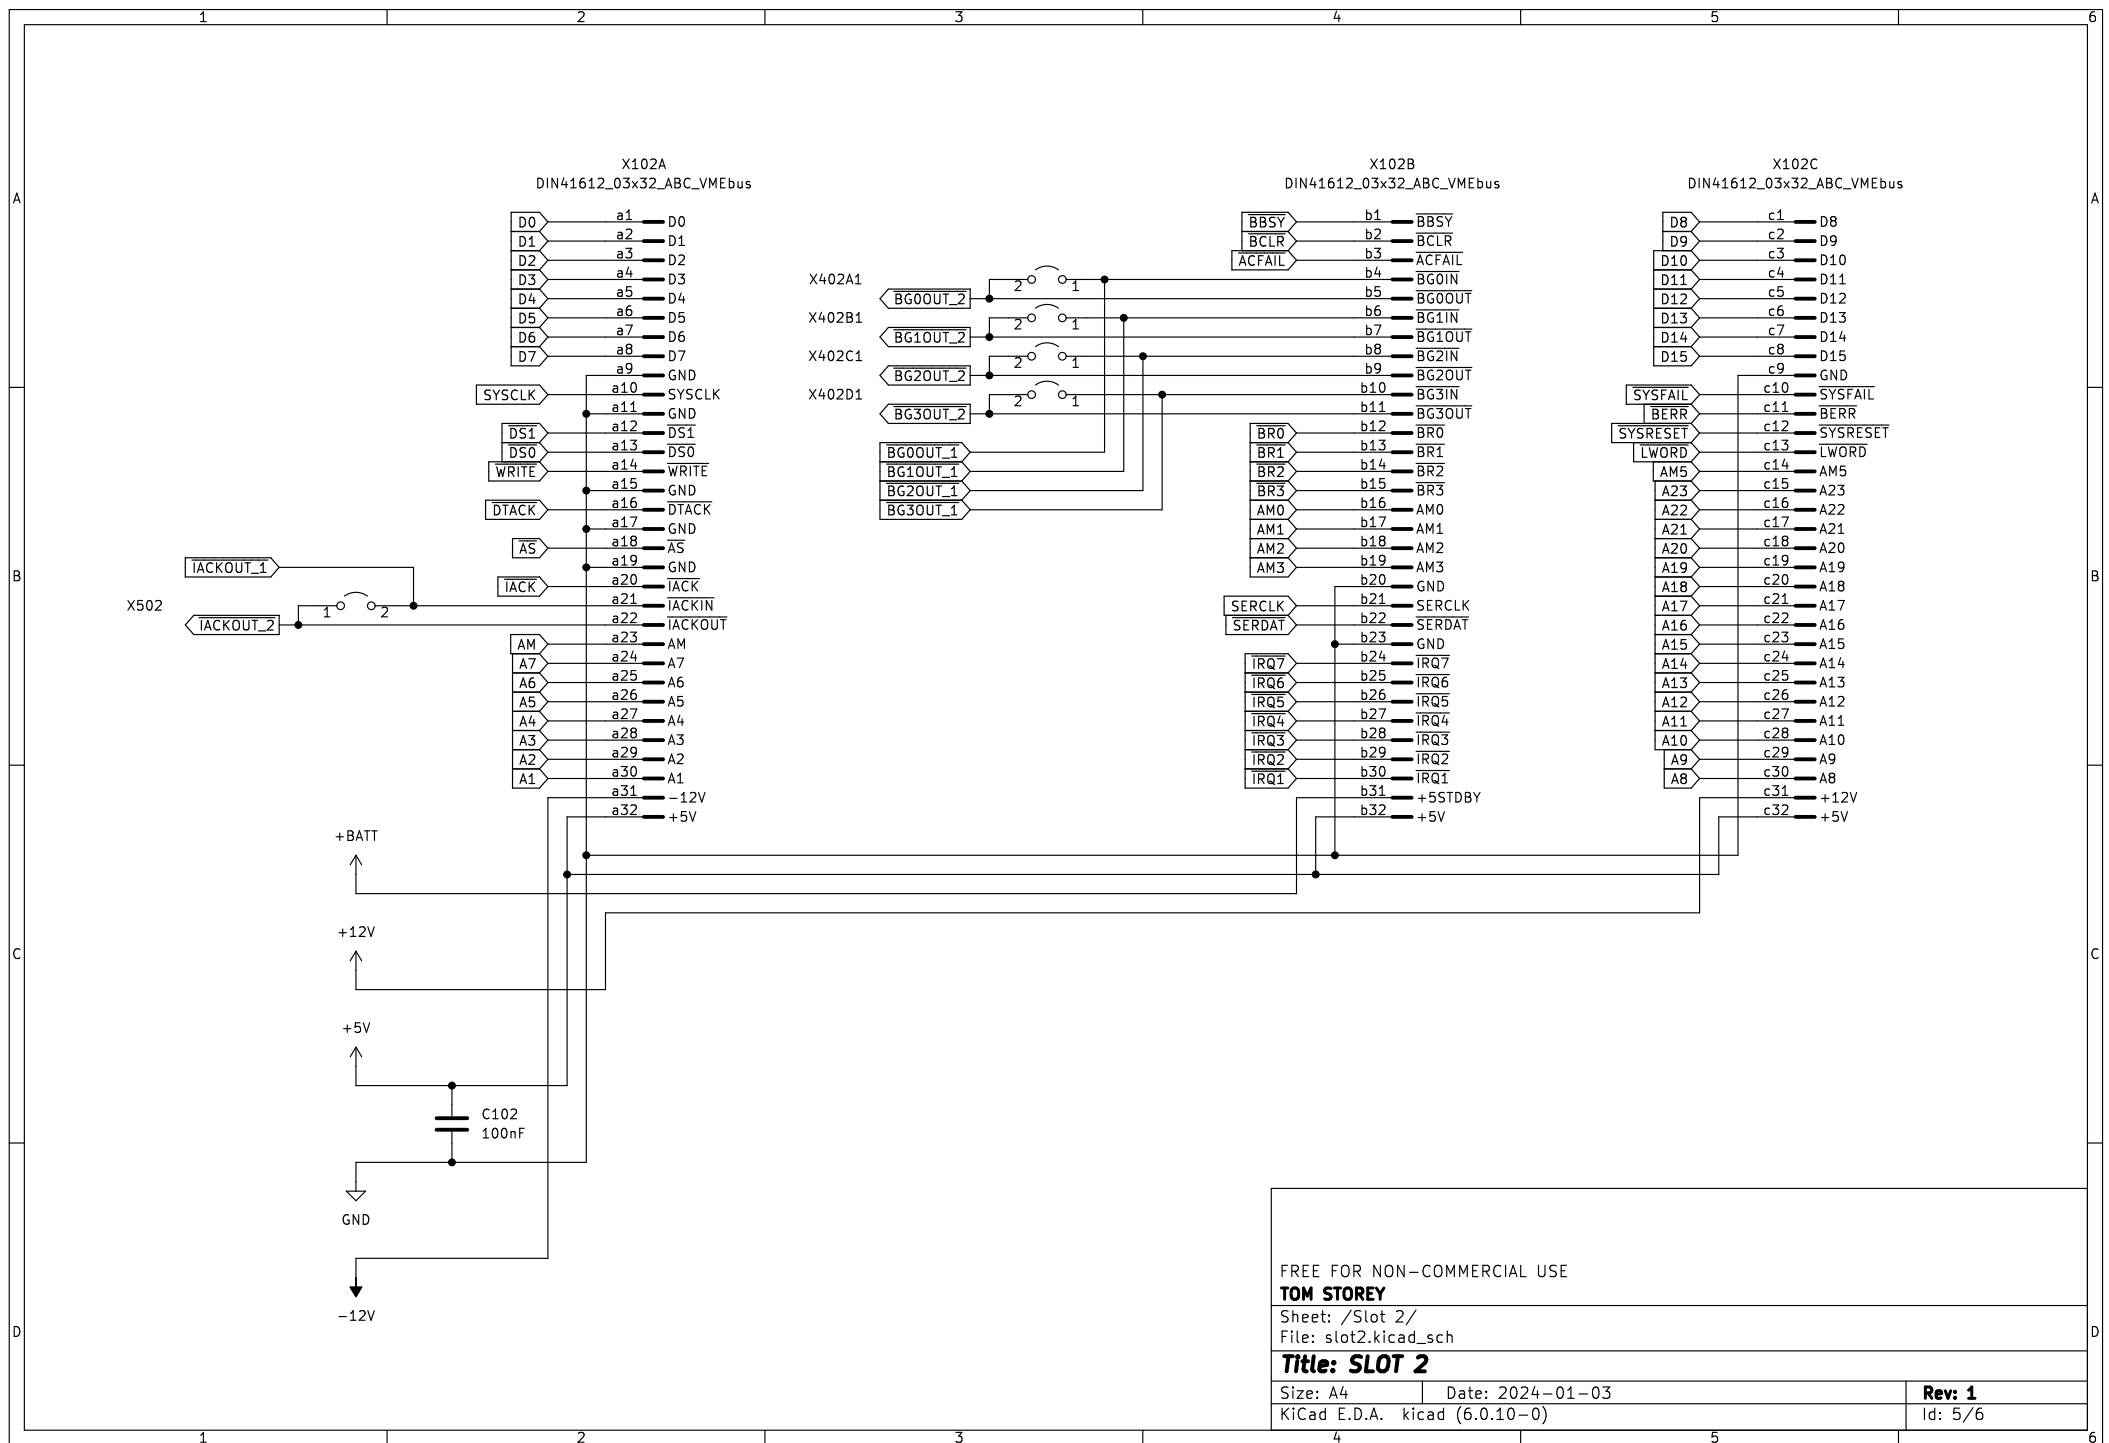 1 2 3 4 5 6
A
B
C
D
X102A
DIN41612_03x32_ABC_VMEbus
D0 a1 D0
D1 a2 D1
D2 a3 D2
D3 a4 D3
D4 a5 D4
D5 a6 D5
D6 a7 D6
D7 a8 D7
a9 GND
SYSCLK a10 SYSCLK
a11 GND
DS1 a12 DS1
DS0 a13 DS0
WRITE a14 WRITE
a15 GND
DTACK a16 DTACK
a17 GND
AS a18 AS
a19 GND
IACK a20 IACK
a21 IACKIN
a22 IACKOUT
AM a23 AM
A7 a24 A7
A6 a25 A6
A5 a26 A5
A4 a27 A4
A3 a28 A3
A2 a29 A2
A1 a30 A1
a31 -12V
a32 +5V
IACKOUT_1
X502 1 2
IACKOUT_2
X402A1 2 1
BG0OUT_2
X402B1 2 1
BG1OUT_2
X402C1 2 1
BG2OUT_2
X402D1 2 1
BG3OUT_2
BG0OUT_1
BG1OUT_1
BG2OUT_1
BG3OUT_1
X102B
DIN41612_03x32_ABC_VMEbus
BBSY b1 BBSY
BCLR b2 BCLR
ACFAIL b3 ACFAIL
b4 BG0IN
b5 BG0OUT
b6 BG1IN
b7 BG1OUT
b8 BG2IN
b9 BG2OUT
b10 BG3IN
b11 BG3OUT
BR0 b12 BR0
BR1 b13 BR1
BR2 b14 BR2
BR3 b15 BR3
AM0 b16 AM0
AM1 b17 AM1
AM2 b18 AM2
AM3 b19 AM3
b20 GND
SERCLK b21 SERCLK
SERDAT b22 SERDAT
b23 GND
IRQ7 b24 IRQ7
IRQ6 b25 IRQ6
IRQ5 b26 IRQ5
IRQ4 b27 IRQ4
IRQ3 b28 IRQ3
IRQ2 b29 IRQ2
IRQ1 b30 IRQ1
b31 +5STDBY
b32 +5V
X102C
DIN41612_03x32_ABC_VMEbus
D8 c1 D8
D9 c2 D9
D10 c3 D10
D11 c4 D11
D12 c5 D12
D13 c6 D13
D14 c7 D14
D15 c8 D15
c9 GND
SYSFAIL c10 SYSFAIL
BERR c11 BERR
SYSRESET c12 SYSRESET
LWORD c13 LWORD
AM5 c14 AM5
A23 c15 A23
A22 c16 A22
A21 c17 A21
A20 c18 A20
A19 c19 A19
A18 c20 A18
A17 c21 A17
A16 c22 A16
A15 c23 A15
A14 c24 A14
A13 c25 A13
A12 c26 A12
A11 c27 A11
A10 c28 A10
A9 c29 A9
A8 c30 A8
c31 +12V
c32 +5V
+BATT
+12V
+5V
C102
100nF
GND
-12V
FREE FOR NON-COMMERCIAL USE
TOM STOREY
Sheet: /Slot 2/
File: slot2.kicad_sch
Title: SLOT 2
Size: A4 Date: 2024-01-03 Rev: 1
KiCad E.D.A. kicad (6.0.10-0) Id: 5/6
A
B
C
D
1 2 3 4 5 6